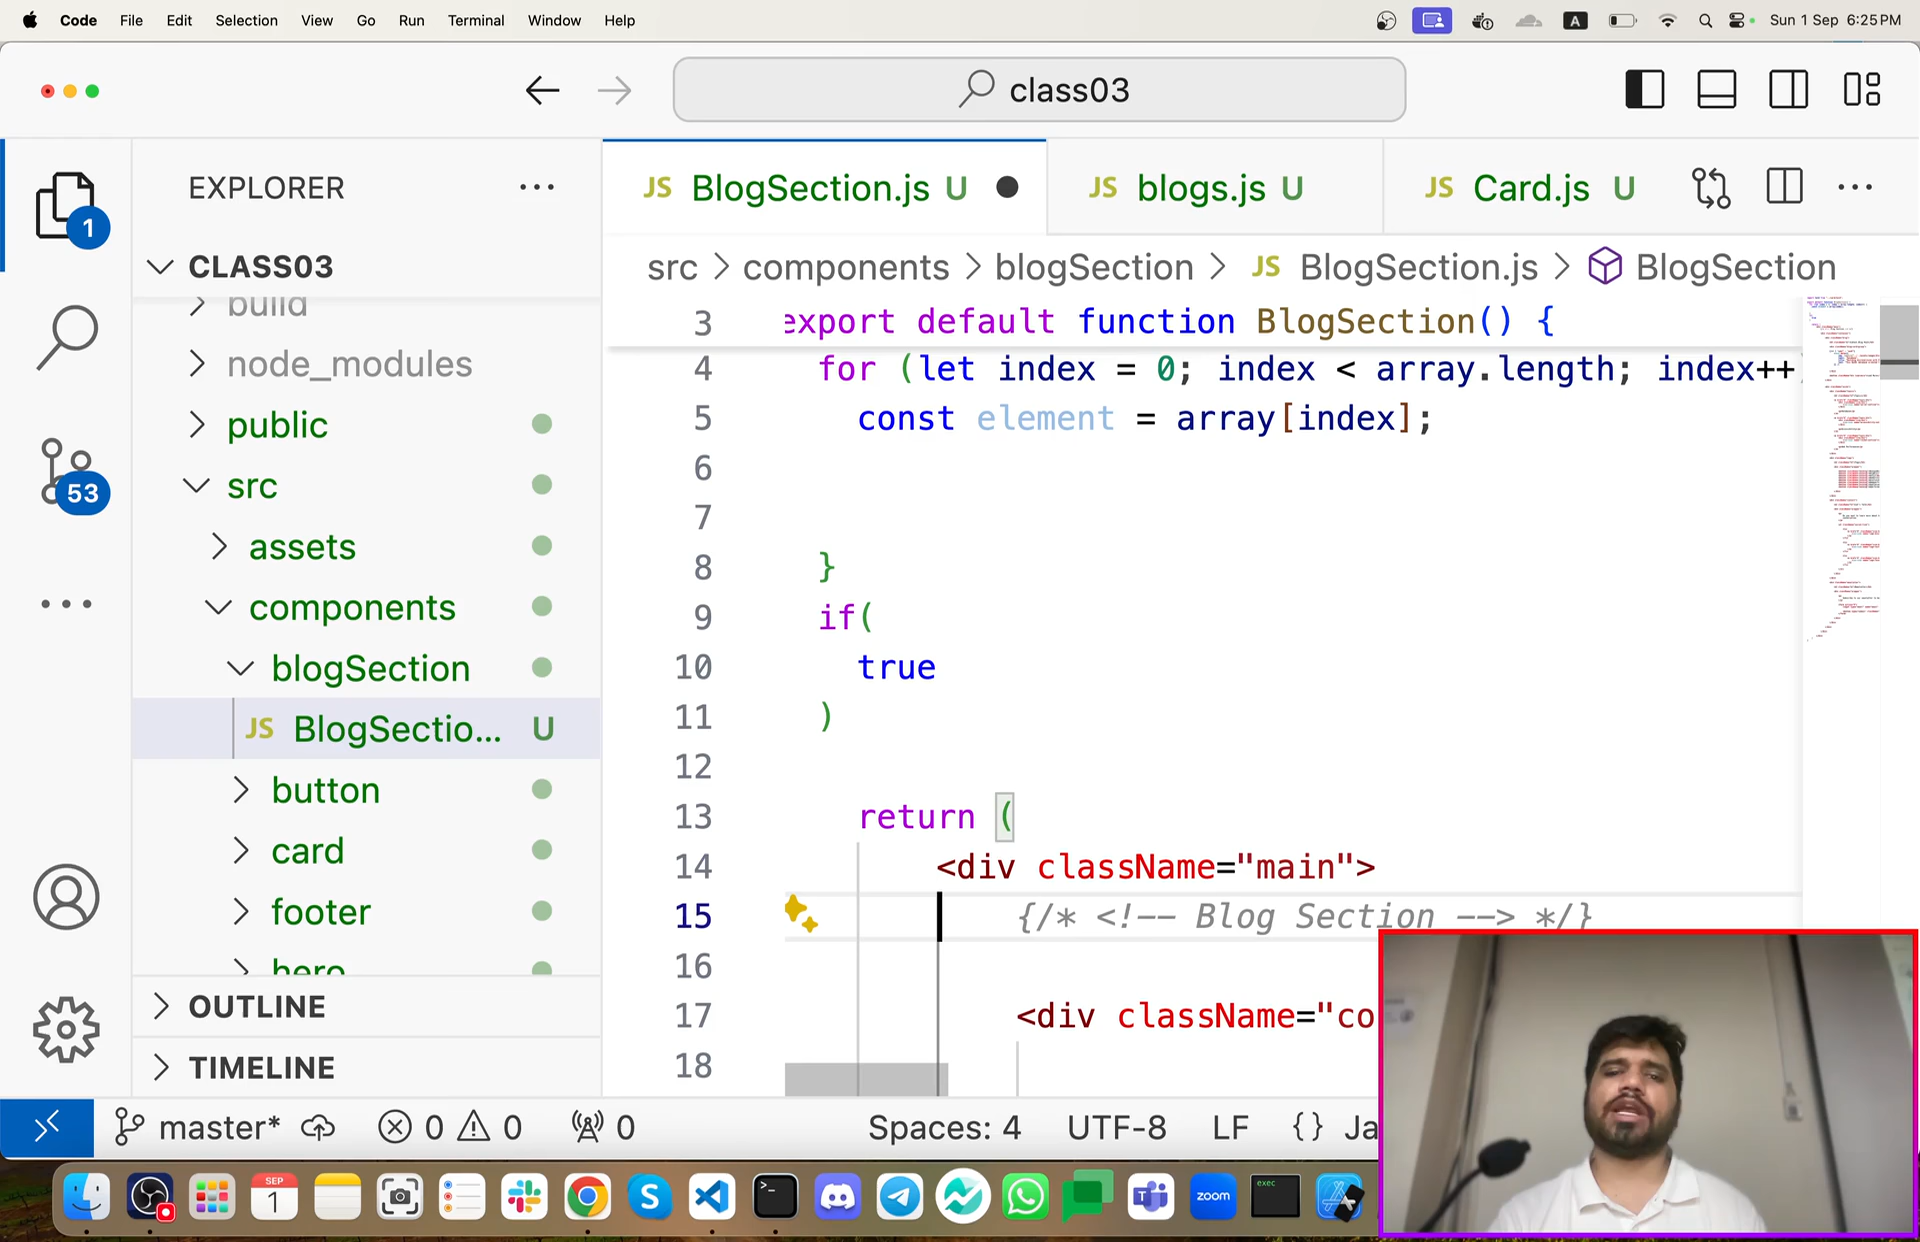 Code File Edit Selection View Go Run Terminal Window Help
A
Sun 1 Sep 6:25 PM
class03
EXPLORER
1
JS BlogSection.js U
JS blogs.js U
JS Card.js U
CLASS03
src > components > blogSection > JS BlogSection.js > BlogSection
build
node_modules
public
src
53
assets
components
blogSection
JS BlogSectio... U
button
card
footer
hero
OUTLINE
TIMELINE
3 export default function BlogSection() {
4 for (let index = 0; index < array.length; index++
5 const element = array[index];
6
7
8 }
9 if(
10 true
11 )
12
13 return (
14 <div className="main">
15 {/* <!-- Blog Section --> */}
16
17 <div className="co
18
master* 0 0 0
Spaces: 4 UTF-8 LF {} Ja
SEP
1
S
>_
T
zoom
exec